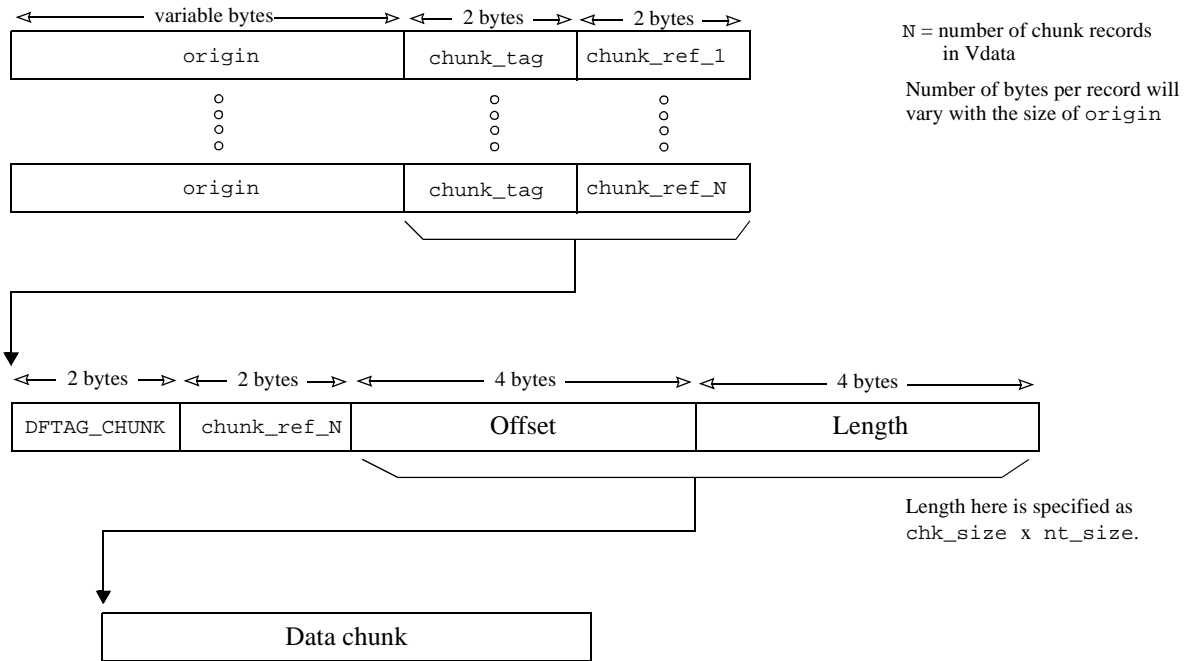 variable bytes 2 bytes 2 bytes
origin chunk_tag chunk_ref_1
N = number of chunk records
in Vdata
Number of bytes per record will
vary with the size of origin
origin chunk_tag chunk_ref_N
2 bytes 2 bytes 4 bytes 4 bytes
DFTAG_CHUNK chunk_ref_N Offset Length
Length here is specified as
chk_size x nt_size.
Data chunk